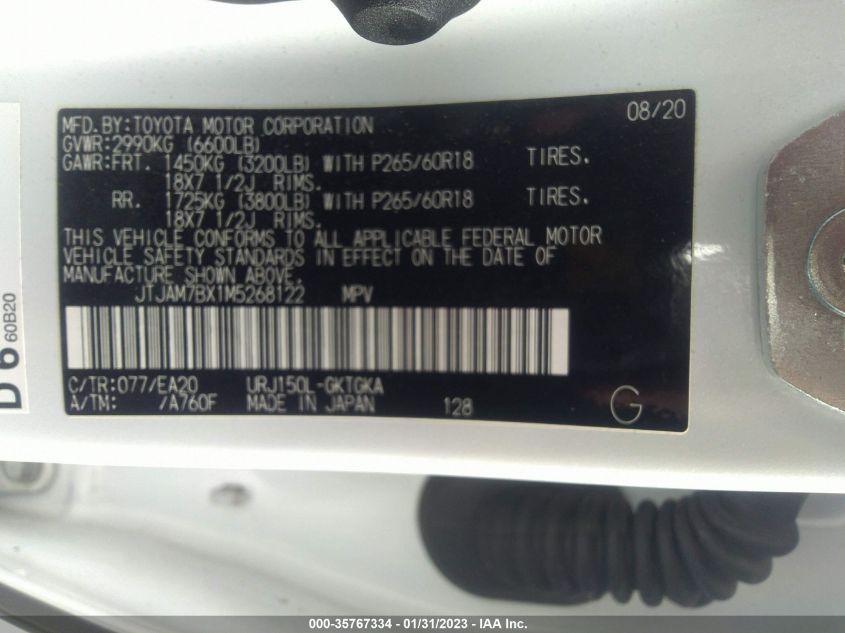 08/20
MFD.BY:TOYOTA MOTOR CORPORATION
GVWR:2990KG (6600LB)
GAWR:FRT. 1450KG (3200LB) WITH P265/60R18 TIRES.
18X7 1/2J RIMS.
RR. 1725KG (3800LB) WITH P265/60R18 TIRES.
18X7 1/2J RIMS.
THIS VEHICLE CONFORMS TO ALL APPLICABLE FEDERAL MOTOR
VEHICLE SAFETY STANDARDS IN EFFECT ON THE DATE OF
MANUFACTURE SHOWN ABOVE.
JTJAM7BX1M5268122 MPV
C/TR:077/EA20 URJ150L-GKTGKA
A/TM: /A760F MADE IN JAPAN 128
G
D 6
60B20
000-35767334 - 01/31/2023 - IAA Inc.